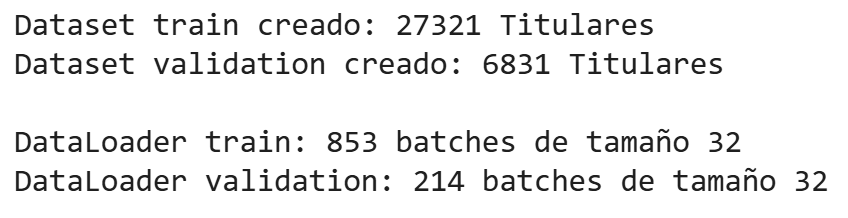 Dataset train creado: 27321 Titulares
Dataset validation creado: 6831 Titulares
DataLoader train: 853 batches de tamaño 32
DataLoader validation: 214 batches de tamaño 32